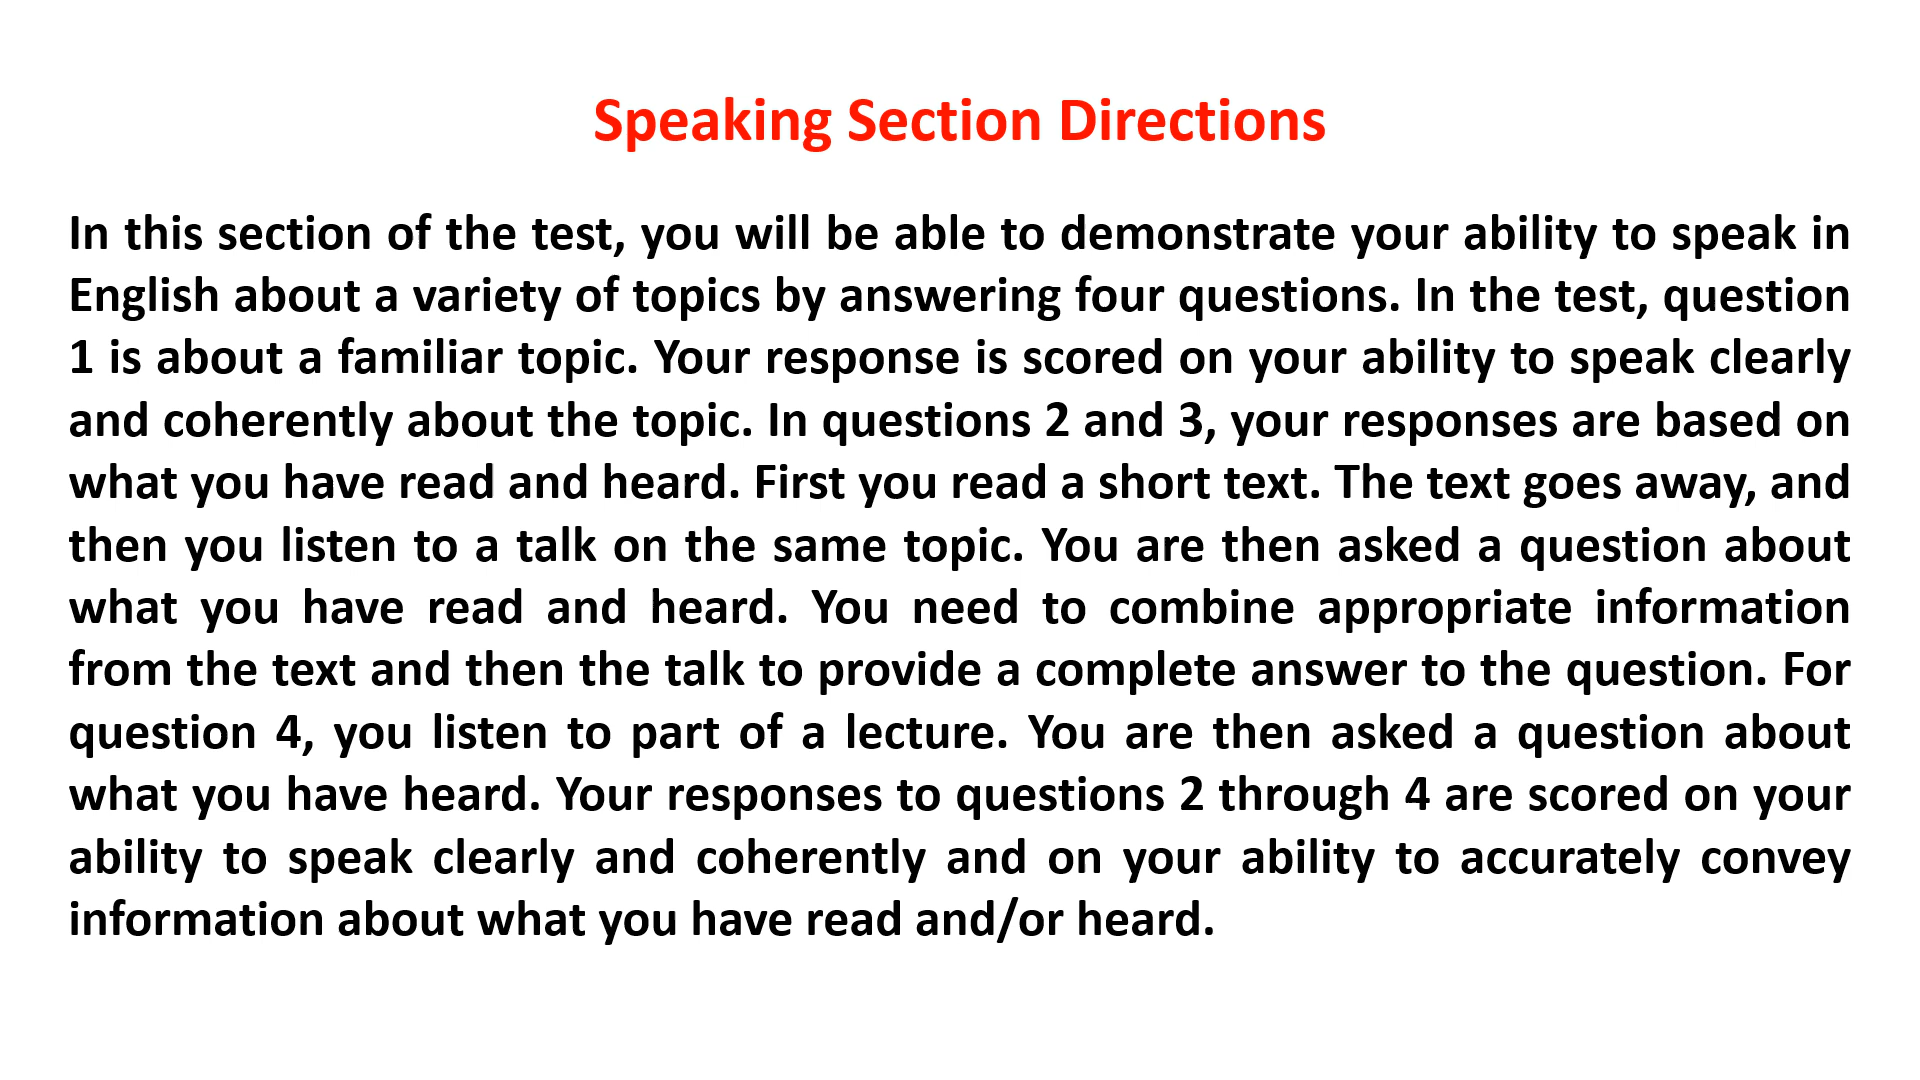 Speaking Section Directions
In this section of the test, you will be able to demonstrate your ability to speak in
English about a variety of topics by answering four questions. In the test, question
1 is about a familiar topic. Your response is scored on your ability to speak clearly
and coherently about the topic. In questions 2 and 3, your responses are based on
what you have read and heard. First you read a short text. The text goes away, and
then you listen to a talk on the same topic. You are then asked a question about
what you have read and heard. You need to combine appropriate information
from the text and then the talk to provide a complete answer to the question. For
question 4, you listen to part of a lecture. You are then asked a question about
what you have heard. Your responses to questions 2 through 4 are scored on your
ability to speak clearly and coherently and on your ability to accurately convey
information about what you have read and/or heard.